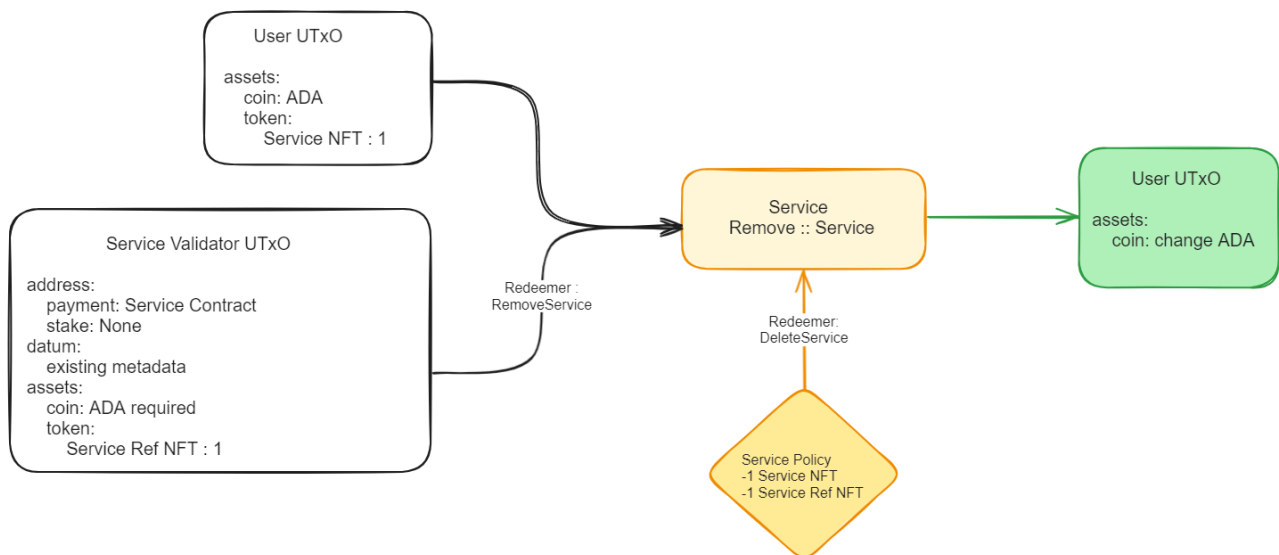 User UTxO
assets:
coin: ADA
token:
Service NFT : 1
Service Validator UTxO
address:
payment: Service Contract
stake: None
datum:
existing metadata
assets:
coin: ADA required
token:
Service Ref NFT : 1
Redeemer :
RemoveService
Service
Remove :: Service
Redeemer:
DeleteService
Service Policy
-1 Service NFT
-1 Service Ref NFT
User UTxO
assets:
coin: change ADA